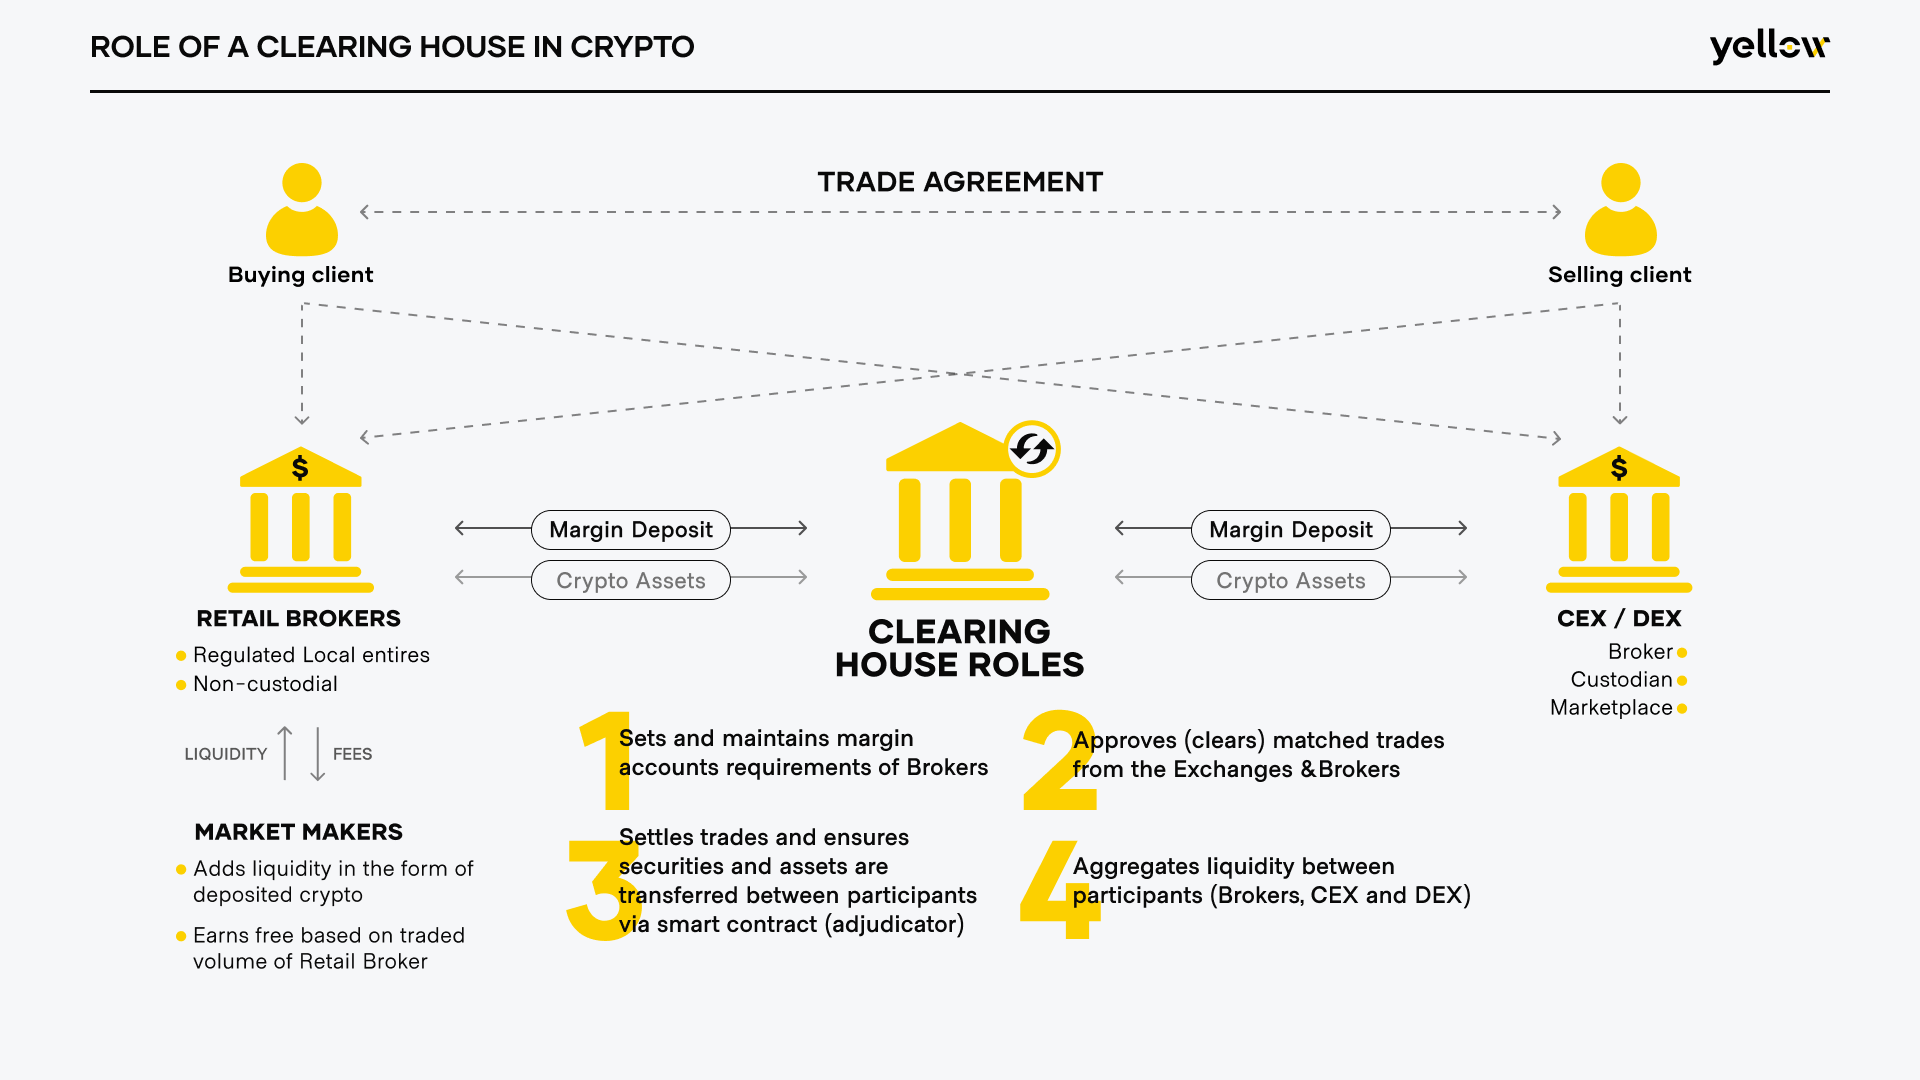 ROLE OF A CLEARING HOUSE IN CRYPTO
yellow
TRADE AGREEMENT
Buying client
Selling client
$
$
Margin Deposit
Crypto Assets
Margin Deposit
Crypto Assets
RETAIL BROKERS
Regulated Local entires
Non-custodial
LIQUIDITY
FEES
MARKET MAKERS
Adds liquidity in the form of
deposited crypto
Earns free based on traded
volume of Retail Broker
CLEARING
HOUSE ROLES
1
Sets and maintains margin
accounts requirements of Brokers
2
Approves (clears) matched trades
from the Exchanges &Brokers
3
Settles trades and ensures
securities and assets are
transferred between participants
via smart contract (adjudicator)
4
Aggregates liquidity between
participants (Brokers, CEX and DEX)
CEX / DEX
Broker
Custodian
Marketplace